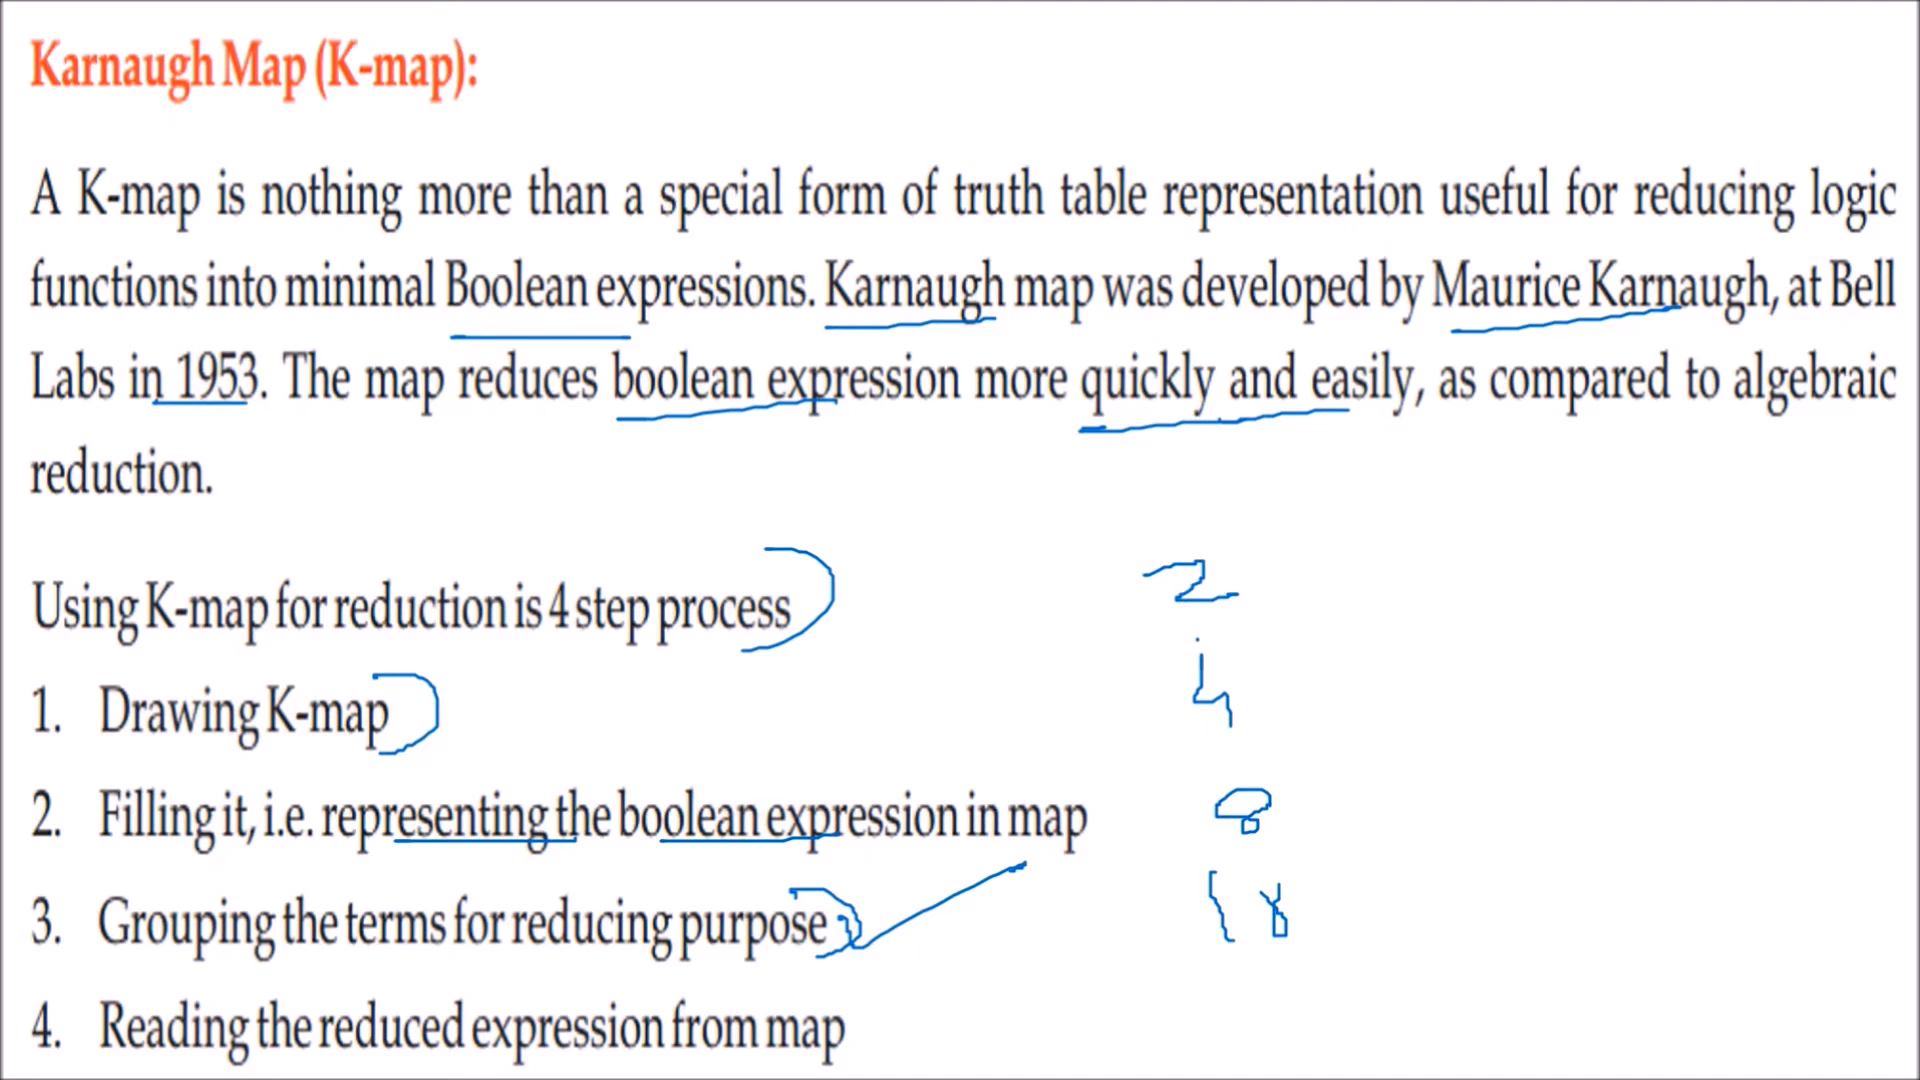 Karnaugh Map (K-map):
A K-map is nothing more than a special form of truth table representation useful for reducing logic
functions into minimal Boolean expressions. Karnaugh map was developed by Maurice Karnaugh, at Bell
Labs in 1953. The map reduces boolean expression more quickly and easily, as compared to algebraic
reduction.
Using K-map for reduction is 4 step process
2
4
1. Drawing K-map
2. Filling it, i.e. representing the boolean expression in map
8
3. Grouping the terms for reducing purpose
4. Reading the reduced expression from map